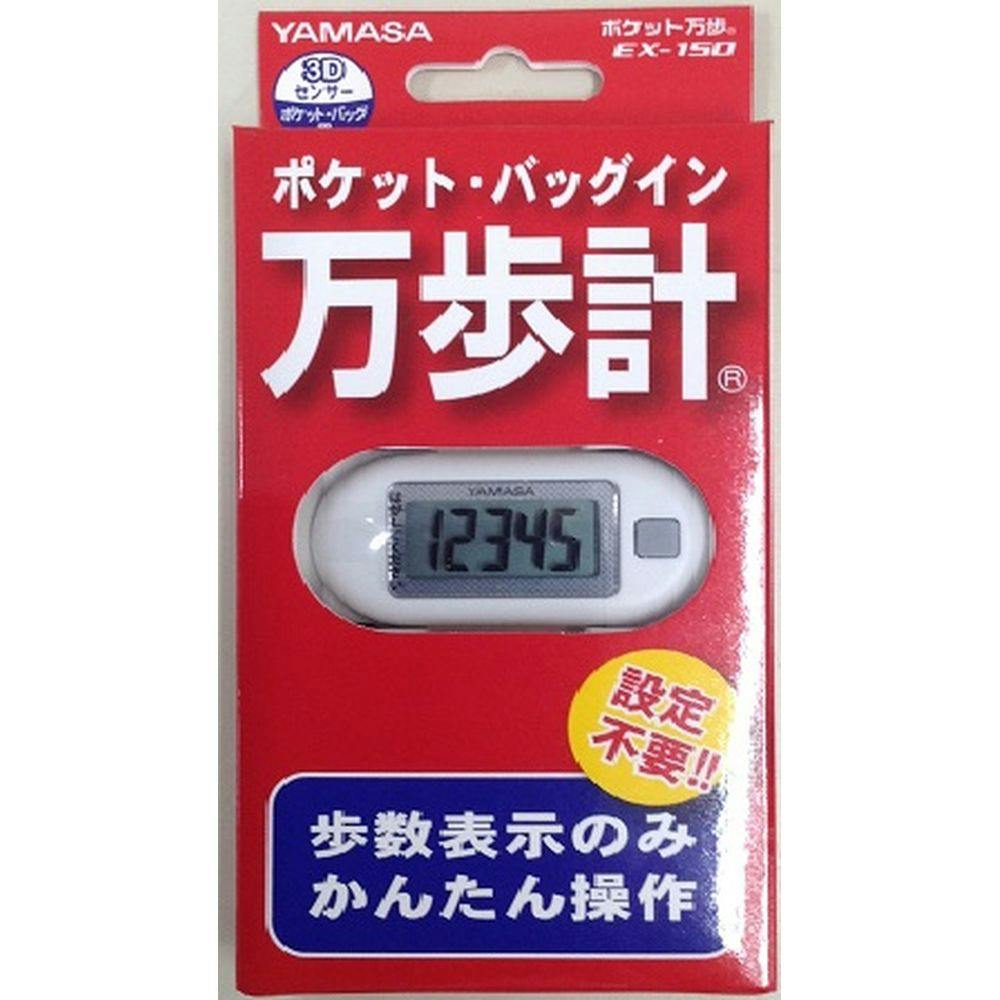 YAMASA
ポケット万歩®
EX-150
3D
センサー
ポケット・バッグ
ポケット・バッグイン
万歩計®
YAMASA
12345
設定
不要!!
歩数表示のみ
かんたん操作